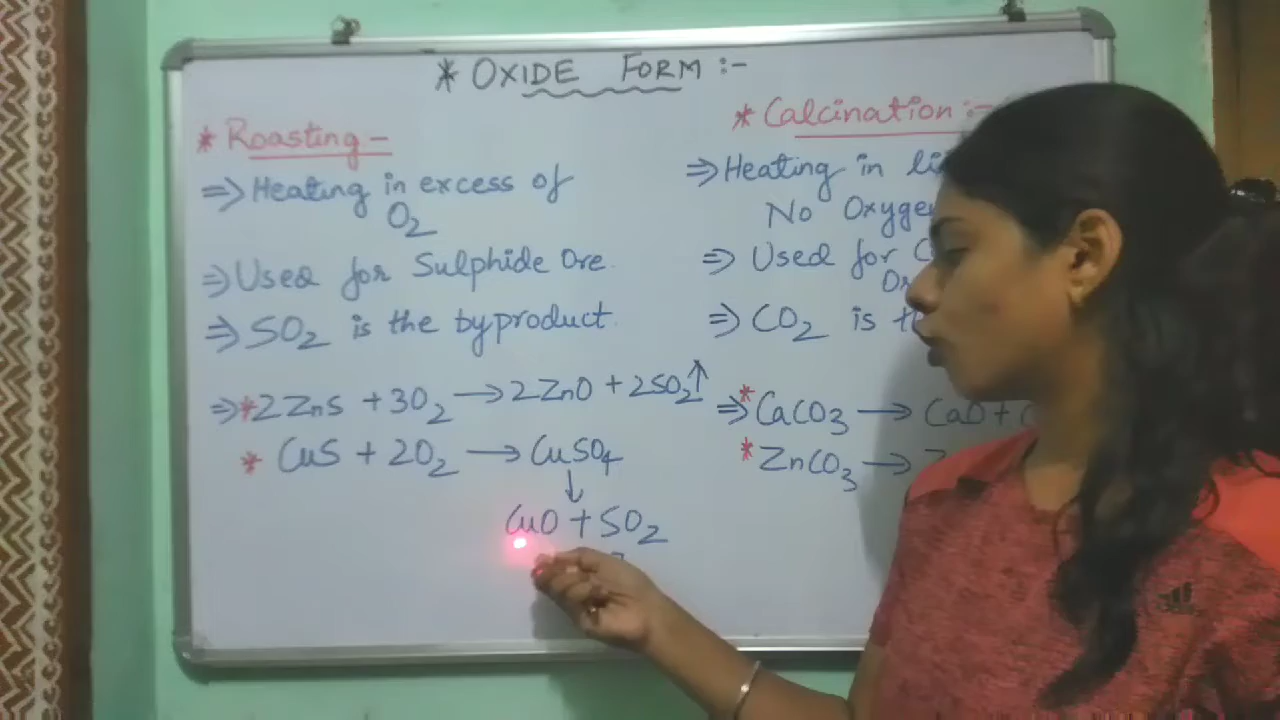 * OXIDE FORM :-
* Roasting -
⇒ Heating in excess of
O₂
⇒ Used for Sulphide Ore.
⇒ SO₂ is the byproduct.
⇒ *2ZnS + 3O₂ → 2ZnO + 2SO₂↑
* CuS + 2O₂ → CuSO₄
↓
CuO + SO₂
* Calcination :-
⇒ Heating in
No Oxygen
⇒ Used for
⇒ CO₂ is
⇒ * CaCO₃ → CaO +
* ZnCO₃ →